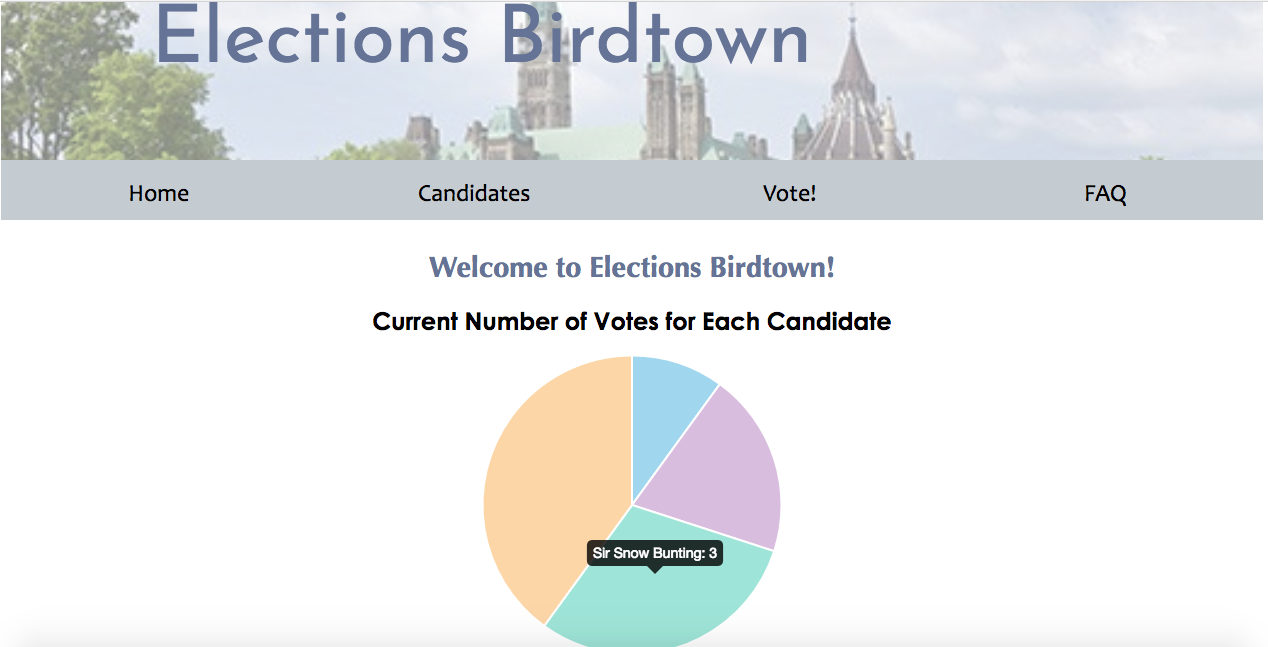 Elections Birdtown
Home Candidates Vote! FAQ
Welcome to Elections Birdtown!
Current Number of Votes for Each Candidate
Sir Snow Bunting: 3